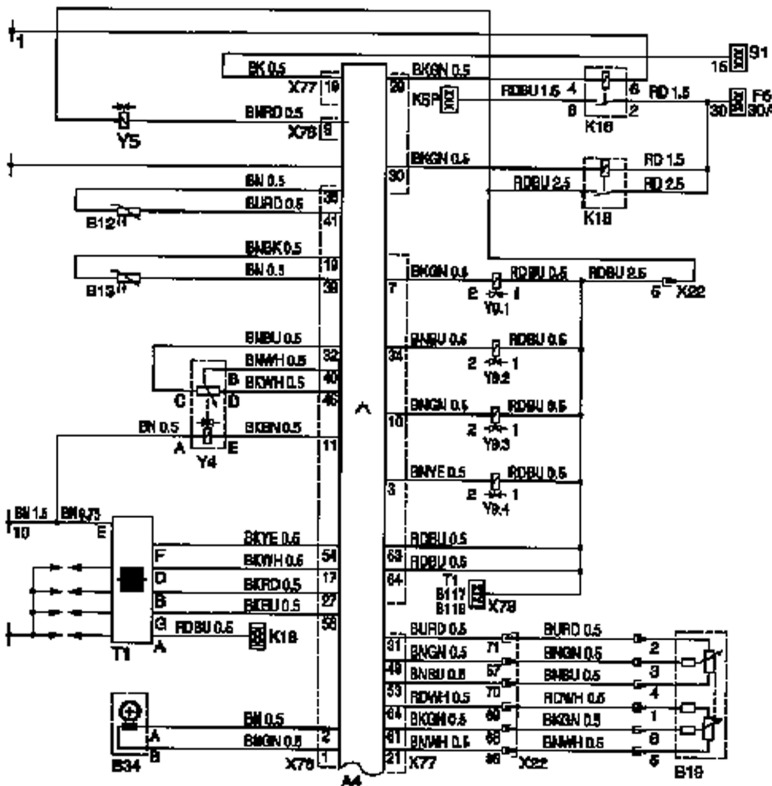 1
BK 0.5
X77
19
29
BKGN 0.5
K6P
RDBU 1.5
4
6
8
2
K16
RD 1.5
15
S1
30
F6
30A
Y5
BNRD 0.5
X76
9
BKGN 0.5
30
RD 1.5
RDBU 2.5
RD 2.5
K18
BN 0.5
BURD 0.5
B12
41
BNBK 0.5
BN 0.5
B13
19
39
BKGN 0.5
7
2
1
Y9.1
RDBU 0.5
RDBU 2.5
6
X22
BNBU 0.5
32
BNWH 0.5
B
40
BKWH 0.5
C
D
46
BNBU 0.5
34
2
1
Y9.2
RDBU 0.5
BN 0.5
A
E
BKBN 0.5
11
Y4
A
BNGN 0.5
10
2
1
Y9.3
RDBU 0.5
BNYE 0.5
3
2
1
Y9.4
RDBU 0.5
BN 1.5
BN 0.75
10
E
F
BKYE 0.5
54
D
BKWH 0.5
17
B
BKRD 0.5
27
G
BKBU 0.5
A
RDBU 0.5
K18
T1
RDBU 0.5
63
RDBU 0.5
64
T1
B117
B118
X79
BURD 0.5
31
71
BURD 0.5
2
BNGN 0.5
49
57
BNGN 0.5
3
BNBU 0.5
53
70
BNBU 0.5
4
RDWH 0.5
64
69
RDWH 0.5
1
BKGN 0.5
61
68
BKGN 0.5
6
BNWH 0.5
21
BNWH 0.5
5
X77
X22
B19
B34
A
BN 0.5
2
B
BNGN 0.5
1
X76
A4